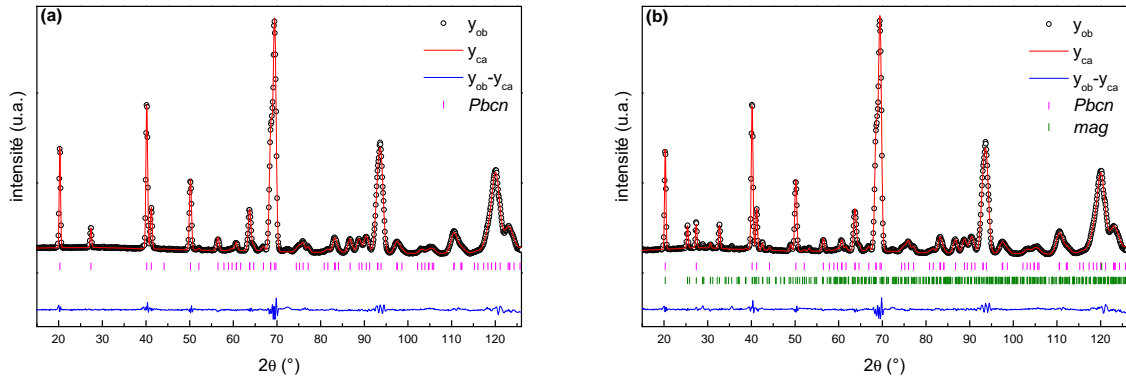 (a)
y_ob
y_ca
y_ob-y_ca
Pbcn
intensité (u.a.)
20 30 40 50 60 70 80 90 100 110 120
2θ (°)
(b)
y_ob
y_ca
y_ob-y_ca
Pbcn
mag
intensité (u.a.)
20 30 40 50 60 70 80 90 100 110 120
2θ (°)